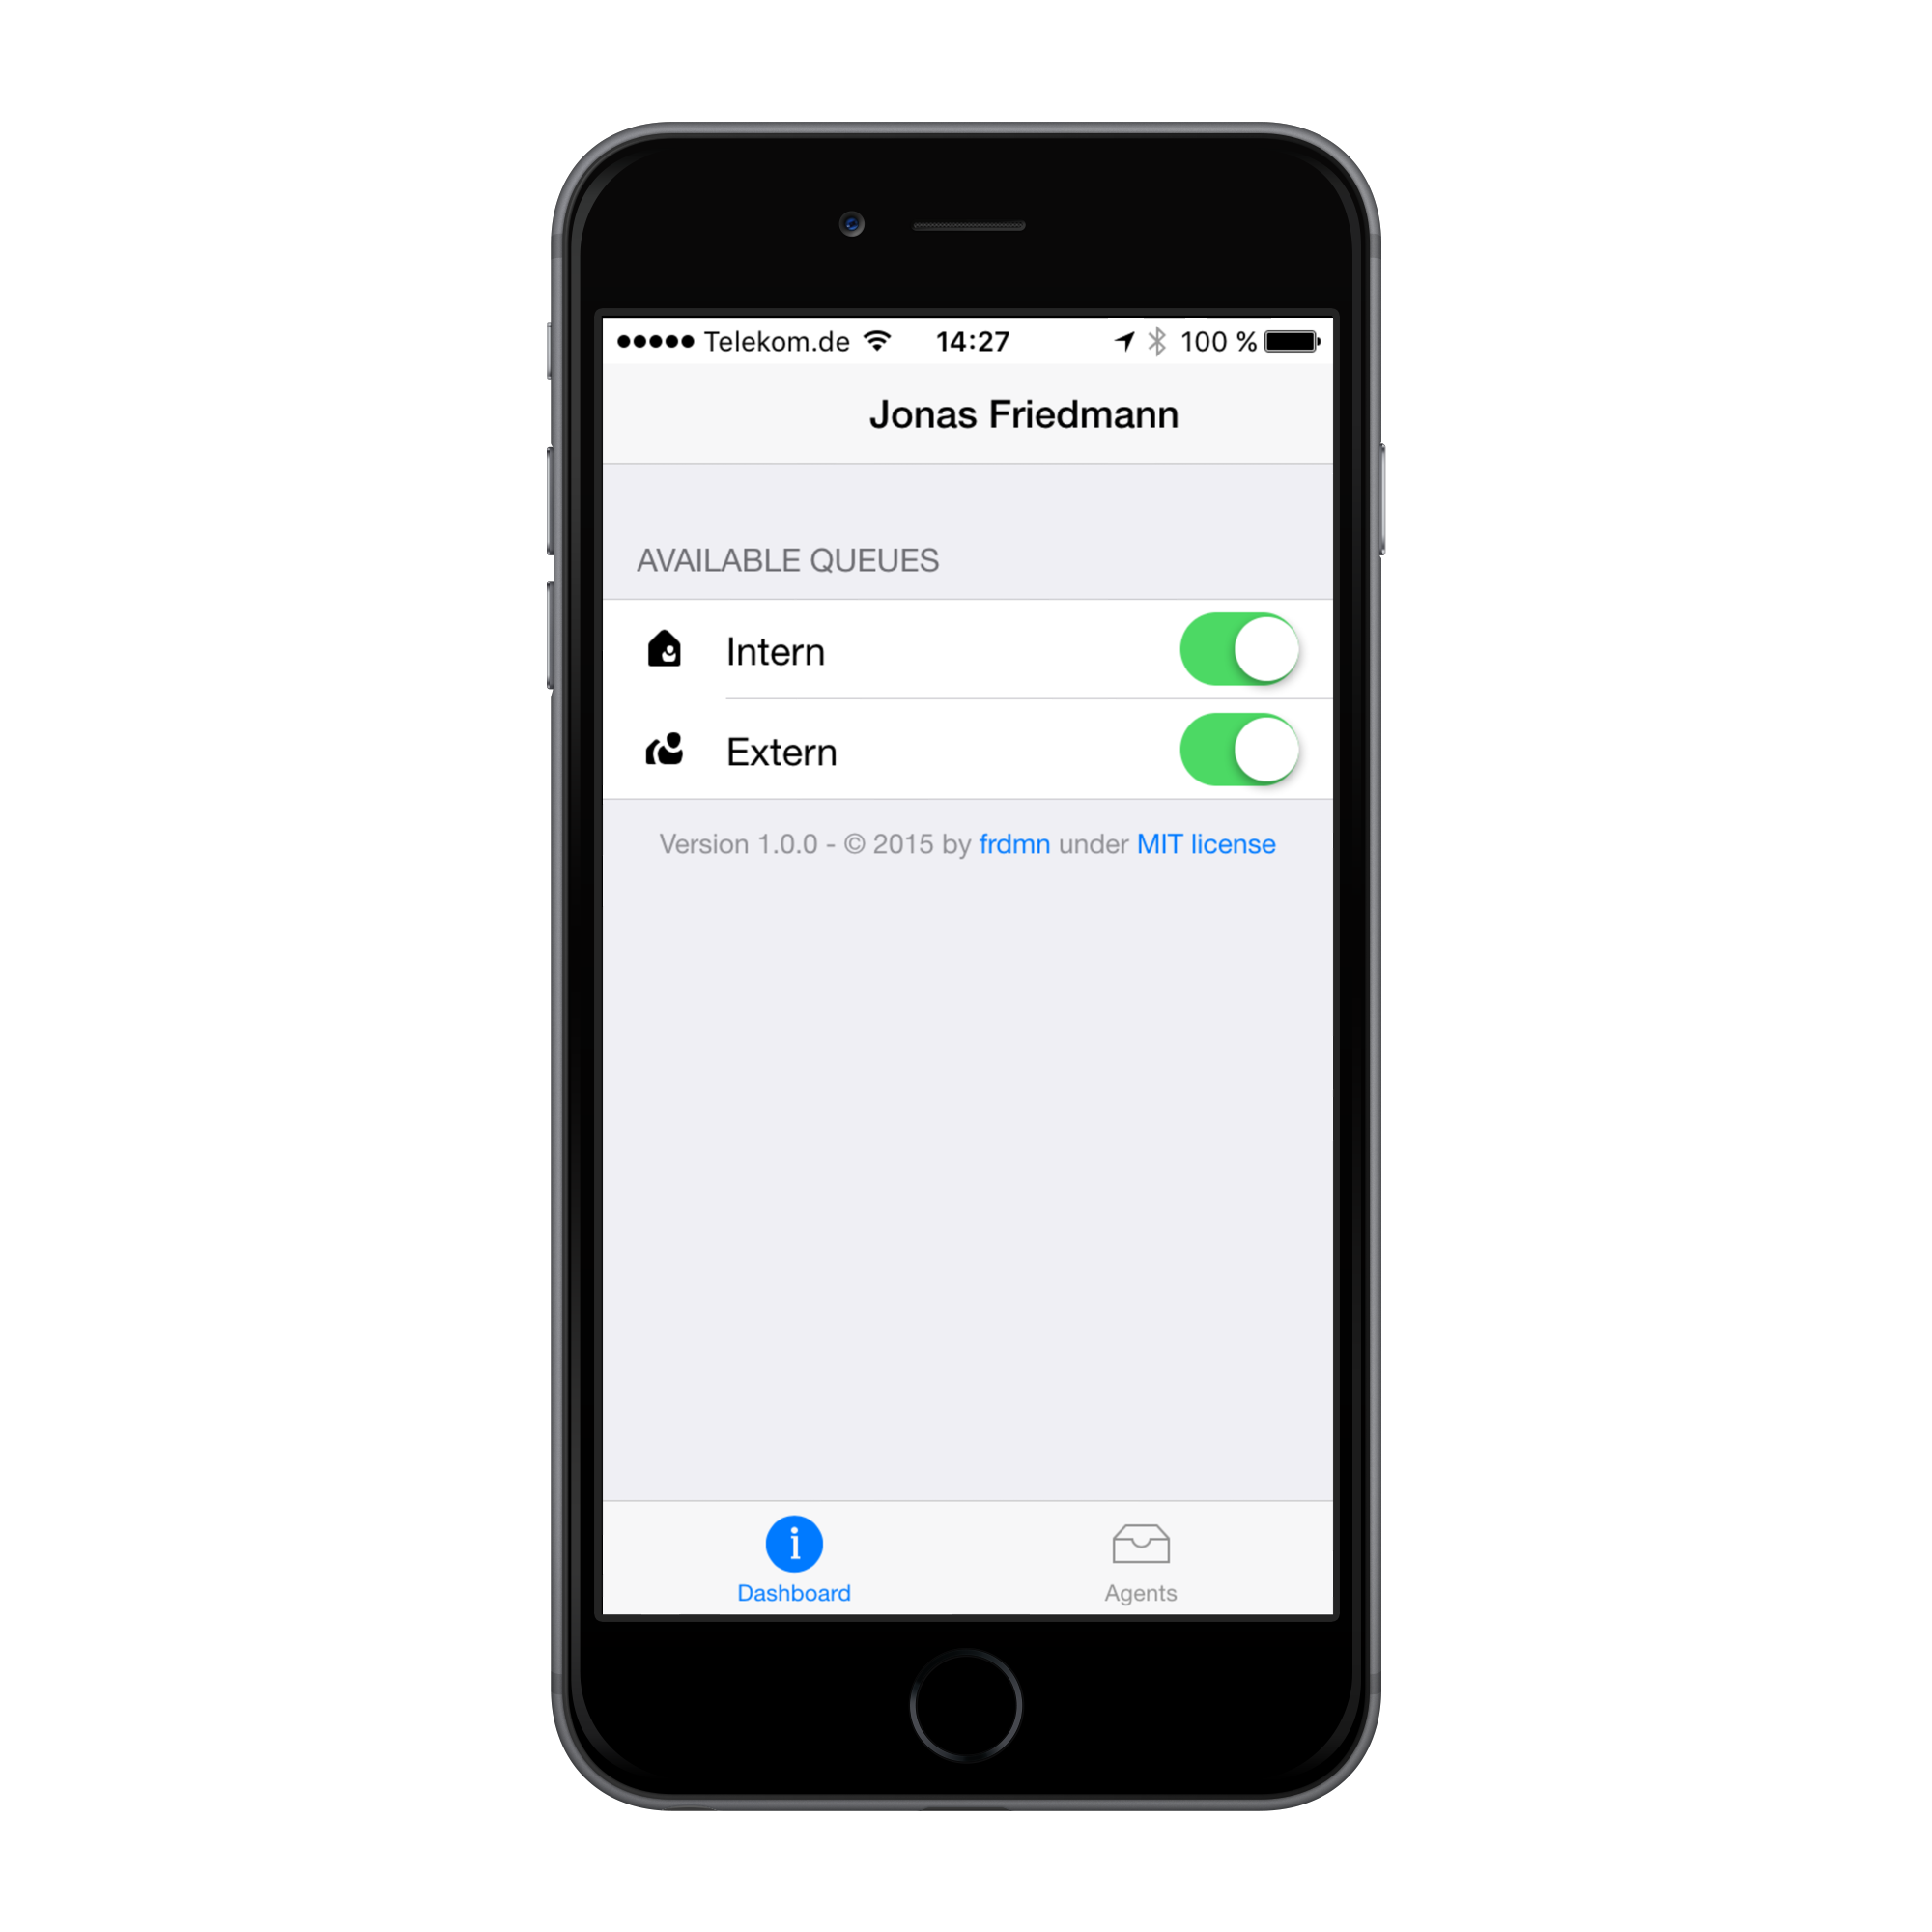 Telekom.de 14:27 100 %
Jonas Friedmann
AVAILABLE QUEUES
Intern
Extern
Version 1.0.0 - © 2015 by frdmn under MIT license
Dashboard Agents